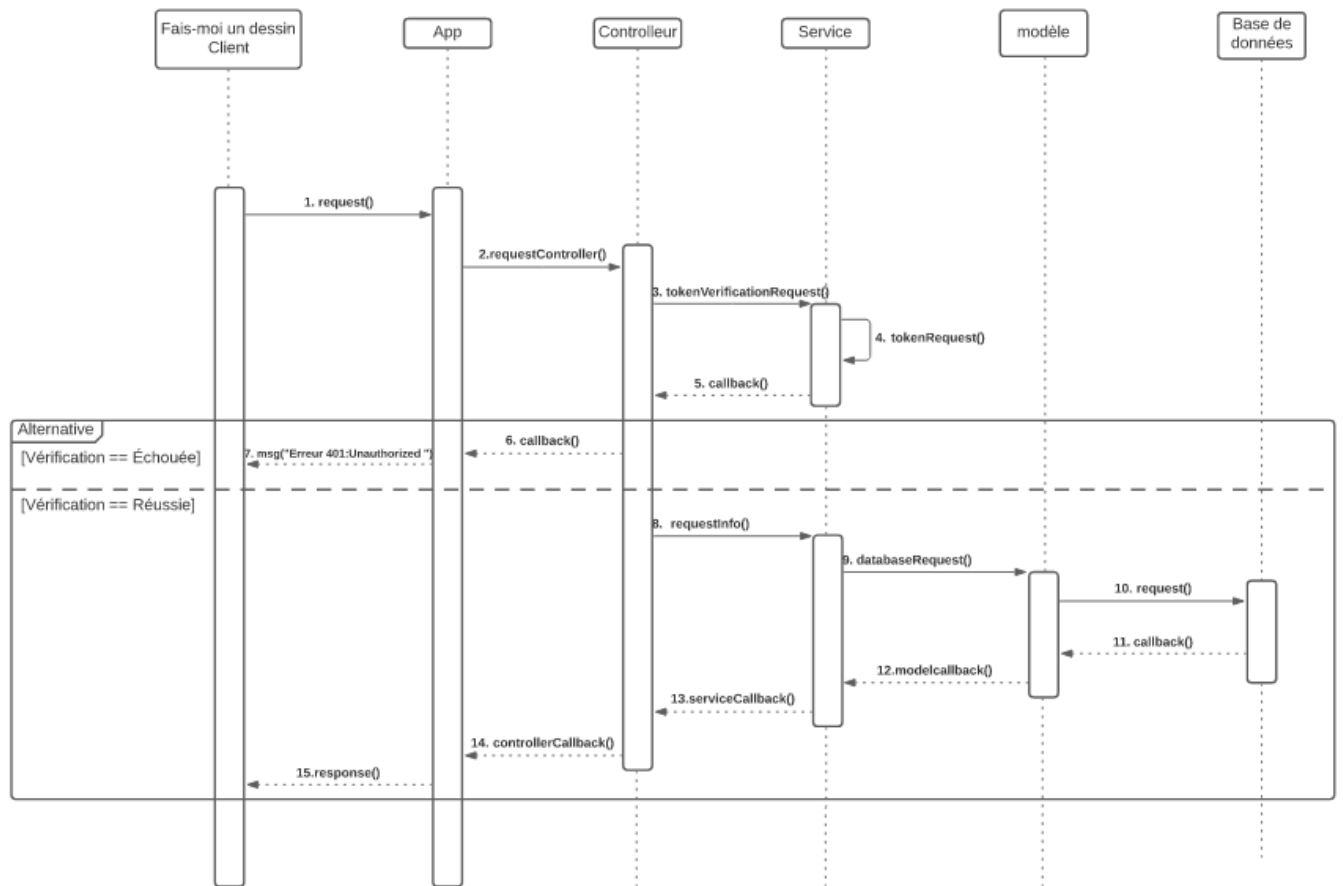 Fais-moi un dessin
Client
App
Controlleur
Service
modèle
Base de
données
1. request()
2.requestController()
3. tokenVerificationRequest()
4. tokenRequest()
5. callback()
Alternative
6. callback()
[Vérification == Échouée]
7. msg("Erreur 401:Unauthorized ")
[Vérification == Réussie]
8. requestInfo()
9. databaseRequest()
10. request()
11. callback()
12.modelcallback()
13.serviceCallback()
14. controllerCallback()
15.response()